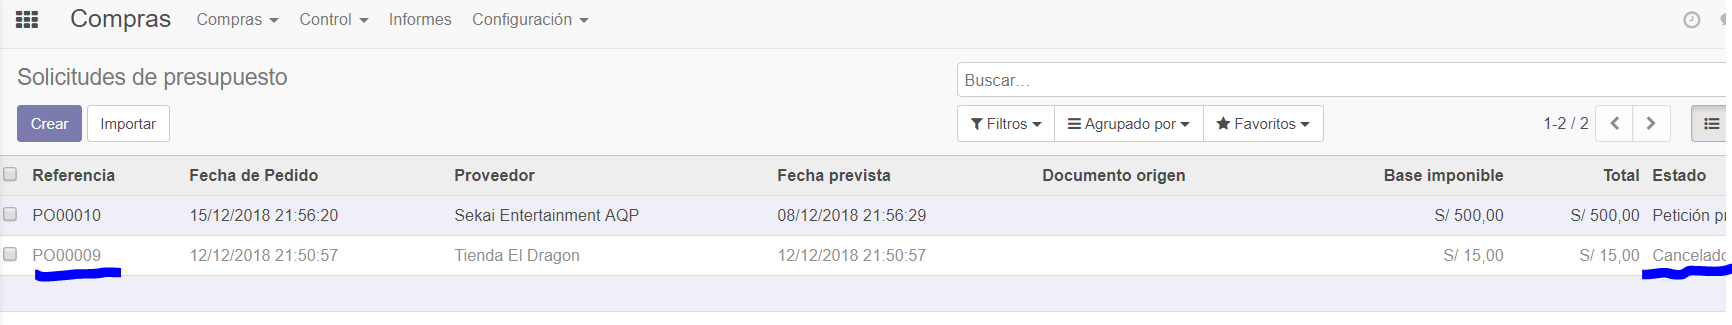 Compras Compras Control Informes Configuración
Solicitudes de presupuesto
Buscar...
Crear Importar Filtros Agrupado por Favoritos 1-2 / 2
Referencia Fecha de Pedido Proveedor Fecha prevista Documento origen Base imponible Total Estado
PO00010 15/12/2018 21:56:20 Sekai Entertainment AQP 08/12/2018 21:56:29 S/ 500,00 S/ 500,00 Petición
PO00009 12/12/2018 21:50:57 Tienda El Dragon 12/12/2018 21:50:57 S/ 15,00 S/ 15,00 Cancelado